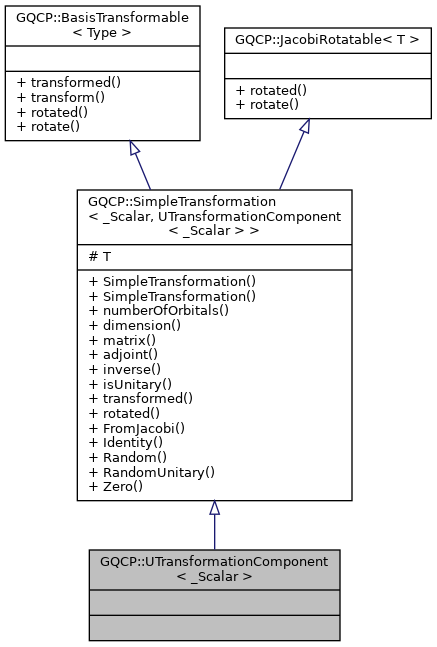 GQCP::BasisTransformable
< Type >
+ transformed()
+ transform()
+ rotated()
+ rotate()
GQCP::JacobiRotatable< T >
+ rotated()
+ rotate()
GQCP::SimpleTransformation
< _Scalar, UTransformationComponent
< _Scalar > >
# T
+ SimpleTransformation()
+ SimpleTransformation()
+ numberOfOrbitals()
+ dimension()
+ matrix()
+ adjoint()
+ inverse()
+ isUnitary()
+ transformed()
+ rotated()
+ FromJacobi()
+ Identity()
+ Random()
+ RandomUnitary()
+ Zero()
GQCP::UTransformationComponent
< _Scalar >